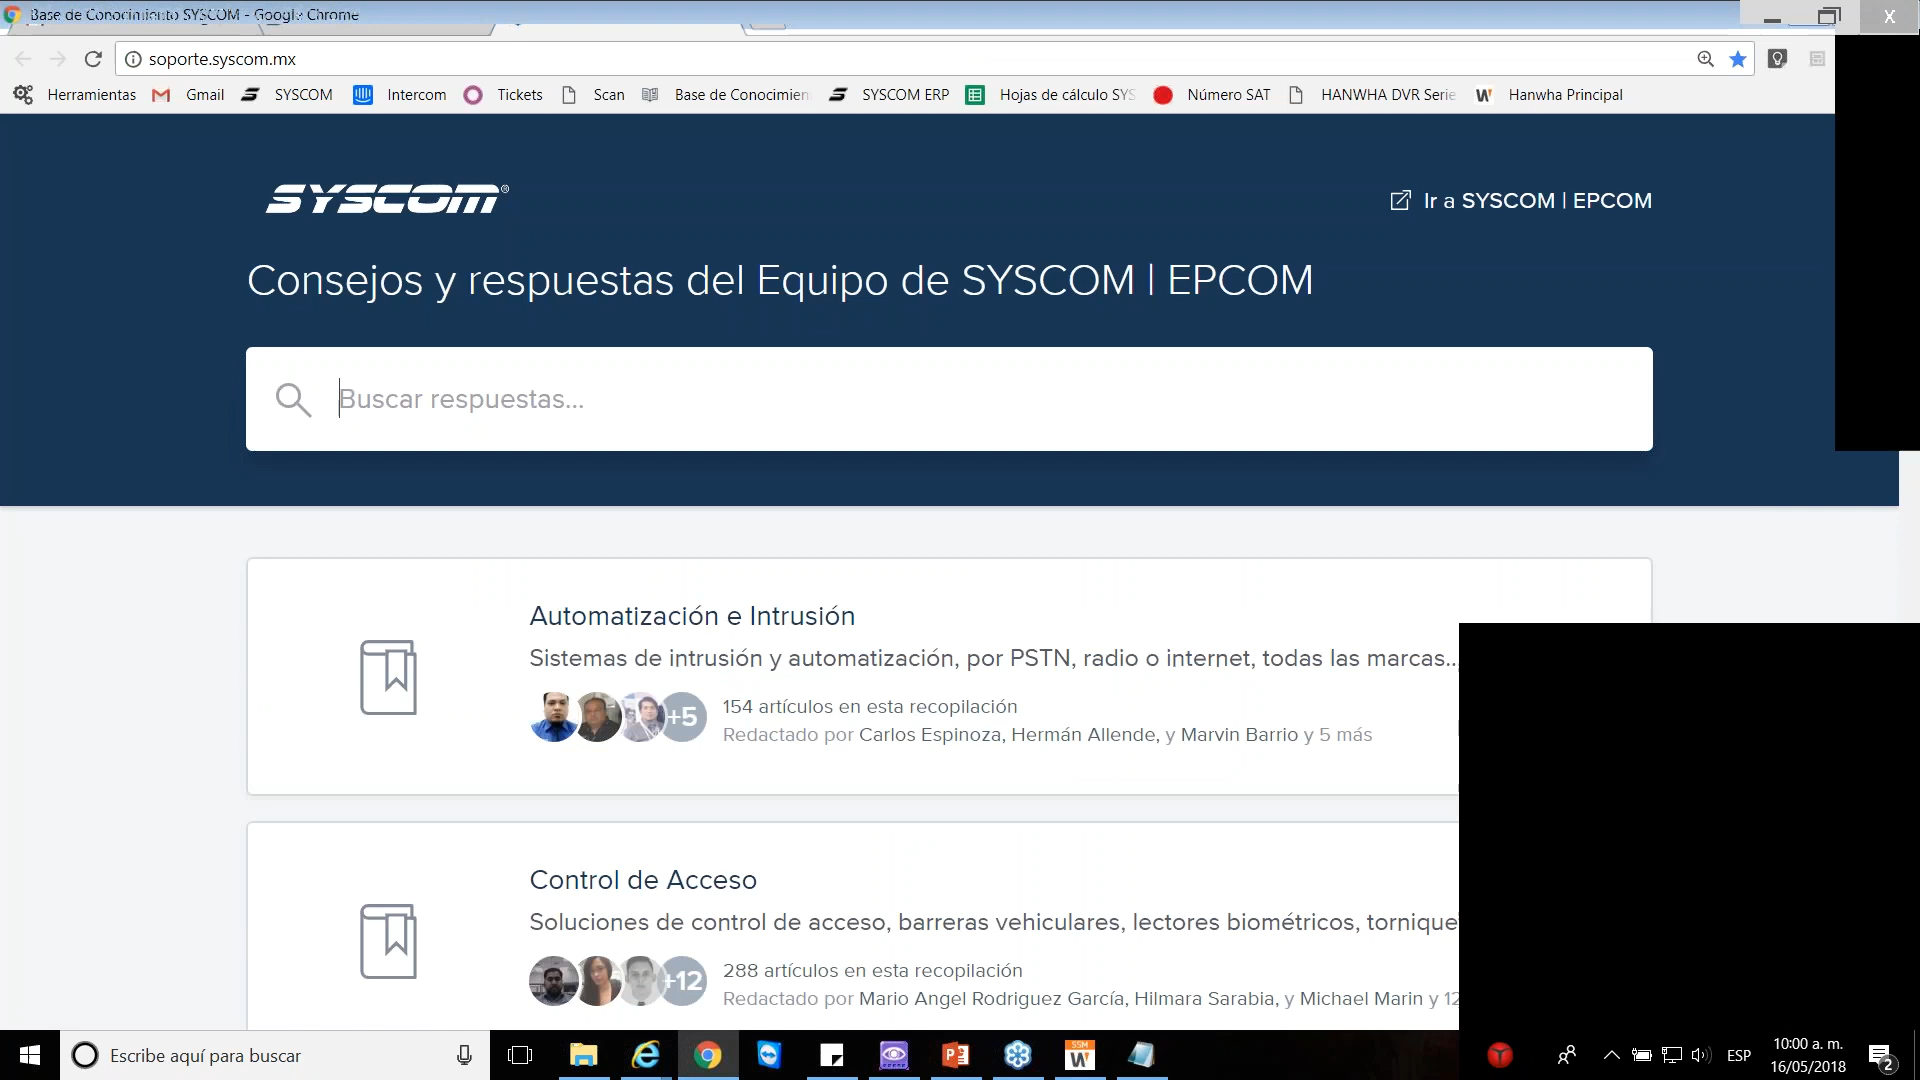 Base de Conocimiento SYSCOM - Google Chrome
X
soporte.syscom.mx
Herramientas Gmail SYSCOM Intercom Tickets Scan Base de Conocimien SYSCOM ERP Hojas de cálculo SYS Número SAT HANWHA DVR Serie Hanwha Principal
SYSCOM®
Ir a SYSCOM | EPCOM
Consejos y respuestas del Equipo de SYSCOM | EPCOM
Buscar respuestas...
Automatización e Intrusión
Sistemas de intrusión y automatización, por PSTN, radio o internet, todas las marcas..
+5
154 artículos en esta recopilación
Redactado por Carlos Espinoza, Hermán Allende, y Marvin Barrio y 5 más
Control de Acceso
Soluciones de control de acceso, barreras vehiculares, lectores biométricos, tornique
+12
288 artículos en esta recopilación
Redactado por Mario Angel Rodriguez García, Hilmara Sarabia, y Michael Marin y 12
Escribe aquí para buscar
SSM
W
ESP
10:00 a. m.
16/05/2018
2